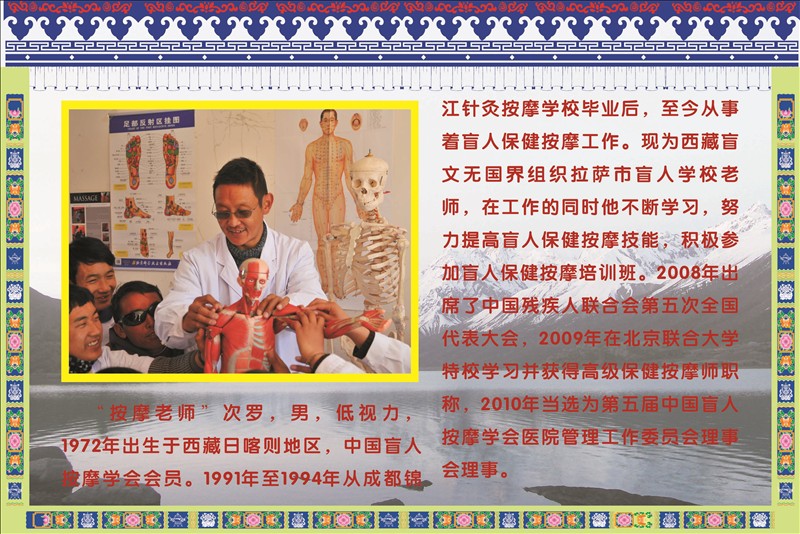 足部反射区挂图
MASSAGE
“按摩老师”次罗，男，低视力，
1972年出生于西藏日喀则地区，中国盲人
按摩学会会员。1991年至1994年从成都锦
江针灸按摩学校毕业后，至今从事
着盲人保健按摩工作。现为西藏盲
文无国界组织拉萨市盲人学校老
师，在工作的同时他不断学习，努
力提高盲人保健按摩技能，积极参
加盲人保健按摩培训班。2008年出
席了中国残疾人联合会第五次全国
代表大会，2009年在北京联合大学
特校学习并获得高级保健按摩师职
称，2010年当选为第五届中国盲人
按摩学会医院管理工作委员会理事
会理事。